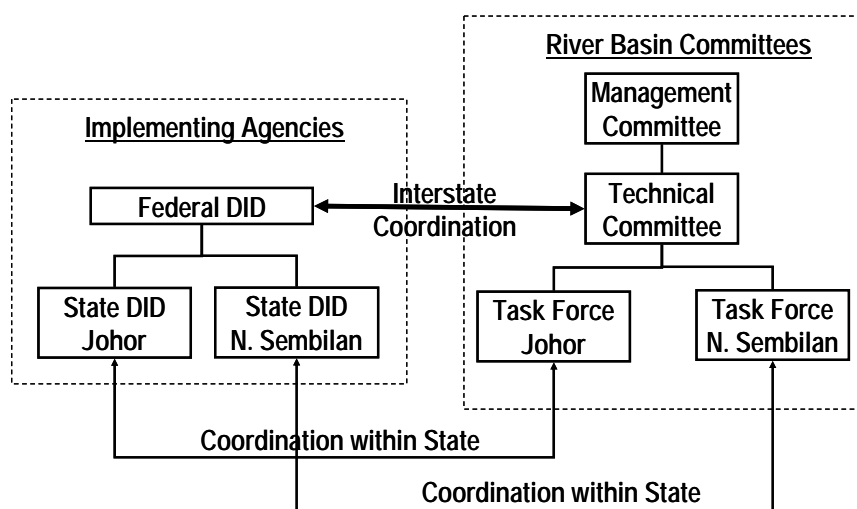 River Basin Committees
Management
Committee
Implementing Agencies
Federal DID
Interstate
Coordination
Technical
Committee
State DID
Johor
State DID
N. Sembilan
Task Force
Johor
Task Force
N. Sembilan
Coordination within State
Coordination within State